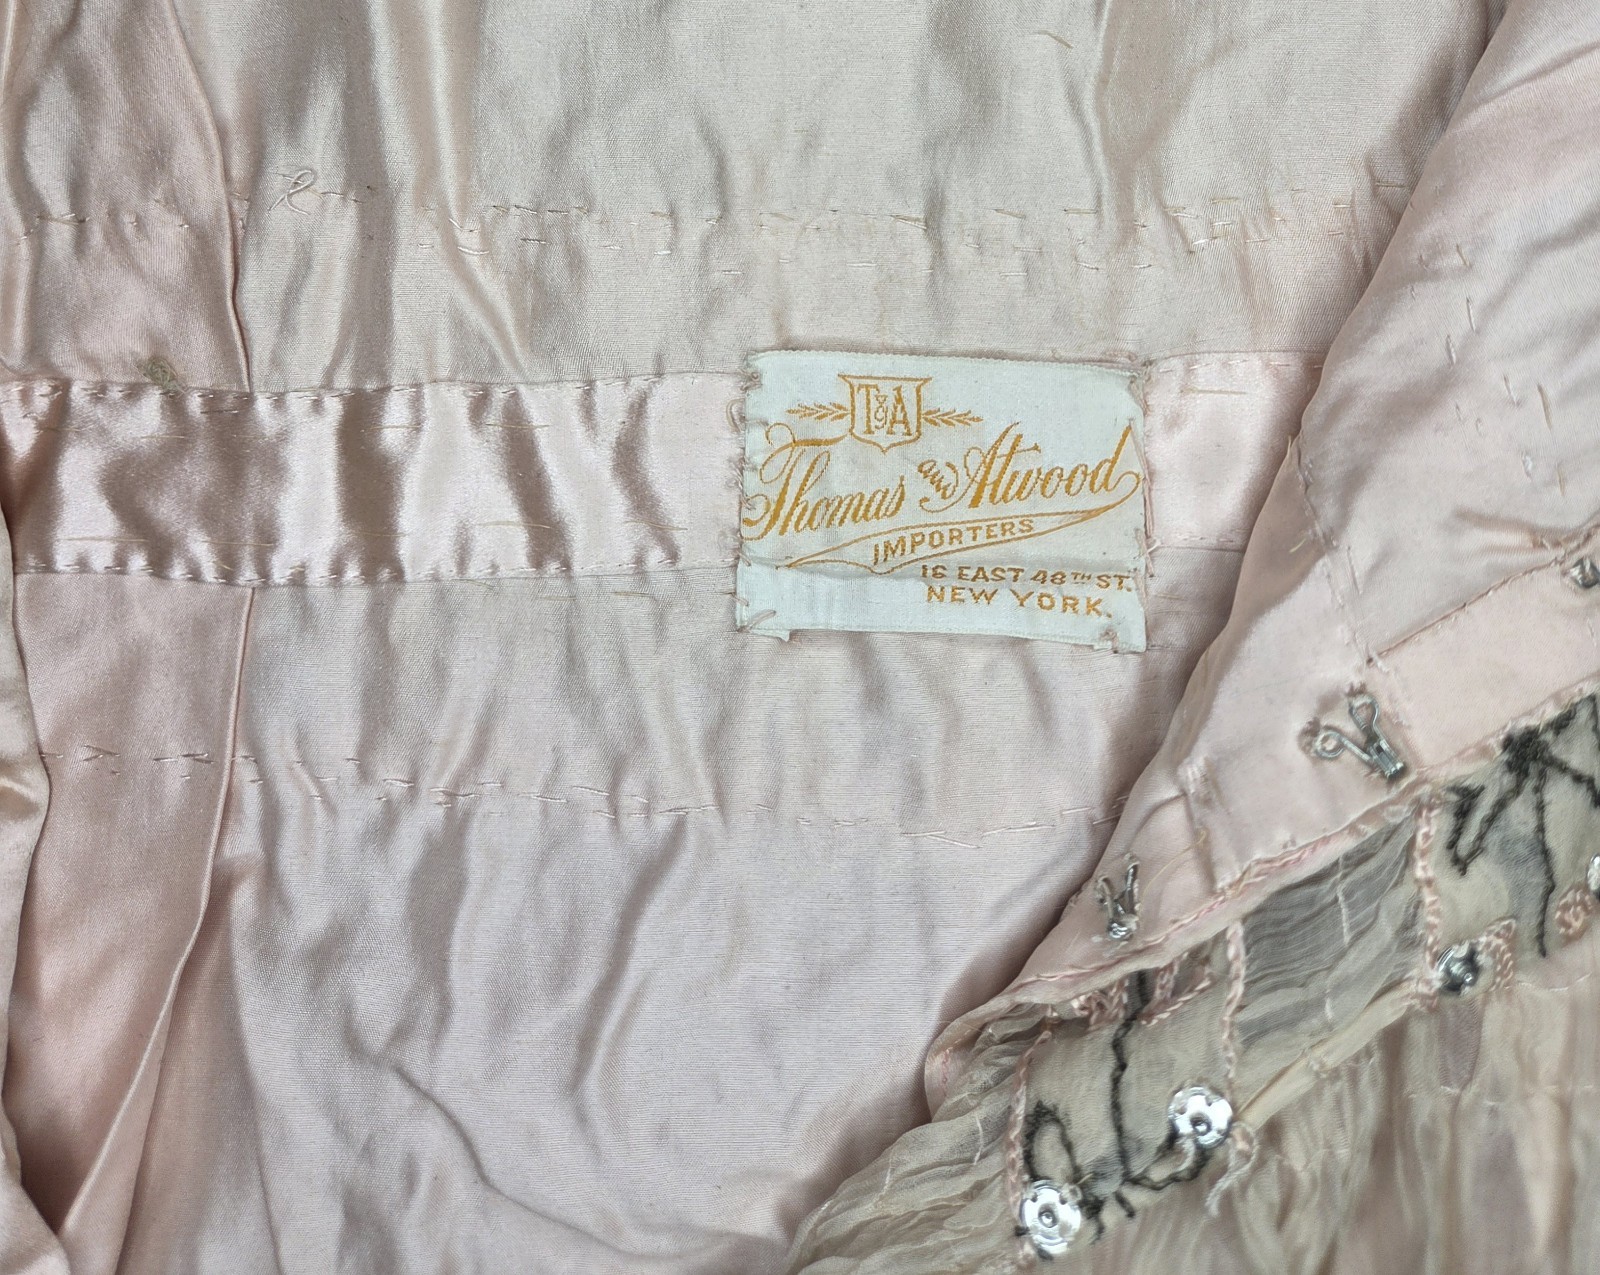 T & A
Thomas and Atwood
IMPORTERS
16 EAST 48TH ST.
NEW YORK.